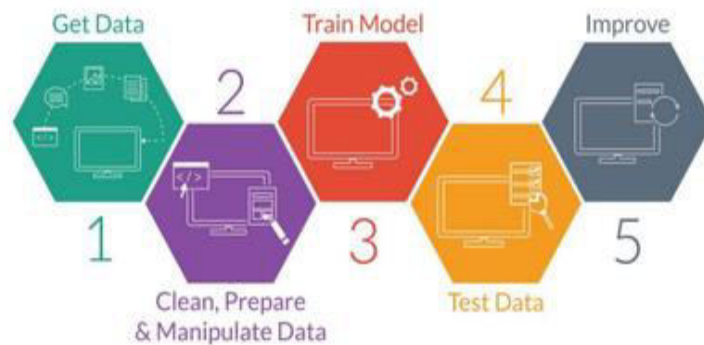 Get Data
1
2
Clean, Prepare
& Manipulate Data
Train Model
3
4
Test Data
Improve
5